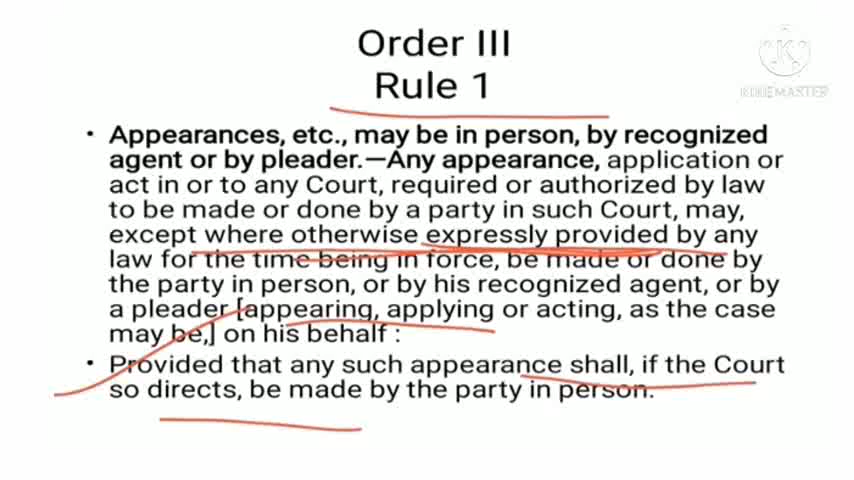 Order III
Rule 1
K
KINEMASTER
• Appearances, etc., may be in person, by recognized
agent or by pleader.—Any appearance, application or
act in or to any Court, required or authorized by law
to be made or done by a party in such Court, may,
except where otherwise expressly provided by any
law for the time being in force, be made or done by
the party in person, or by his recognized agent, or by
a pleader [appearing, applying or acting, as the case
may be,] on his behalf :
• Provided that any such appearance shall, if the Court
so directs, be made by the party in person.